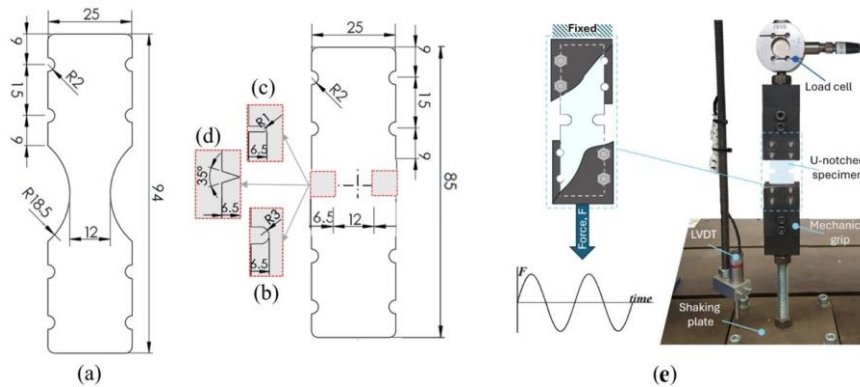 25
9
R2
15
9
94
R18.5
12
(a)
25
9
R2
15
9
85
(c)
R1
6.5
(d)
35°
6.5
R3
6.5
(b)
6.5
12
Fixed
Force, F
F
time
(e)
Load cell
U-notched
specimen
Mechanic
grip
LVDT
Shaking
plate